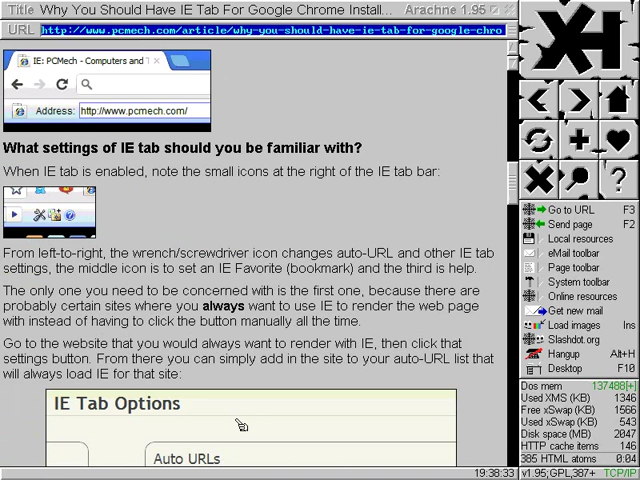 Title Why You Should Have IE Tab For Google Chrome Install... Arachne 1.95
URL http://www.pcmech.com/article/why-you-should-have-ie-tab-for-google-chro
IE: PCMech - Computers and T
Address: http://www.pcmech.com/
What settings of IE tab should you be familiar with?
When IE tab is enabled, note the small icons at the right of the IE tab bar:
From left-to-right, the wrench/screwdriver icon changes auto-URL and other IE tab
settings, the middle icon is to set an IE Favorite (bookmark) and the third is help.
The only one you need to be concerned with is the first one, because there are
probably certain sites where you always want to use IE to render the web page
with instead of having to click the button manually all the time.
Go to the website that you would always want to render with IE, then click that
settings button. From there you can simply add in the site to your auto-URL list that
will always load IE for that site:
IE Tab Options
Auto URLs
19:38:33
Go to URL F3
Send page F2
Local resources
eMail toolbar
Page toolbar
System toolbar
Online resources
Get new mail
Load images Ins
Slashdot.org
Hangup Alt+H
Desktop F10
Dos mem 137488[+]
Used XMS (KB) 1346
Free xSwap (KB) 1566
Used xSwap (KB) 543
Disk space (MB) 2047
HTTP cache items 146
385 HTML atoms 0:04
v1.95;GPL,387+ TCP/IP